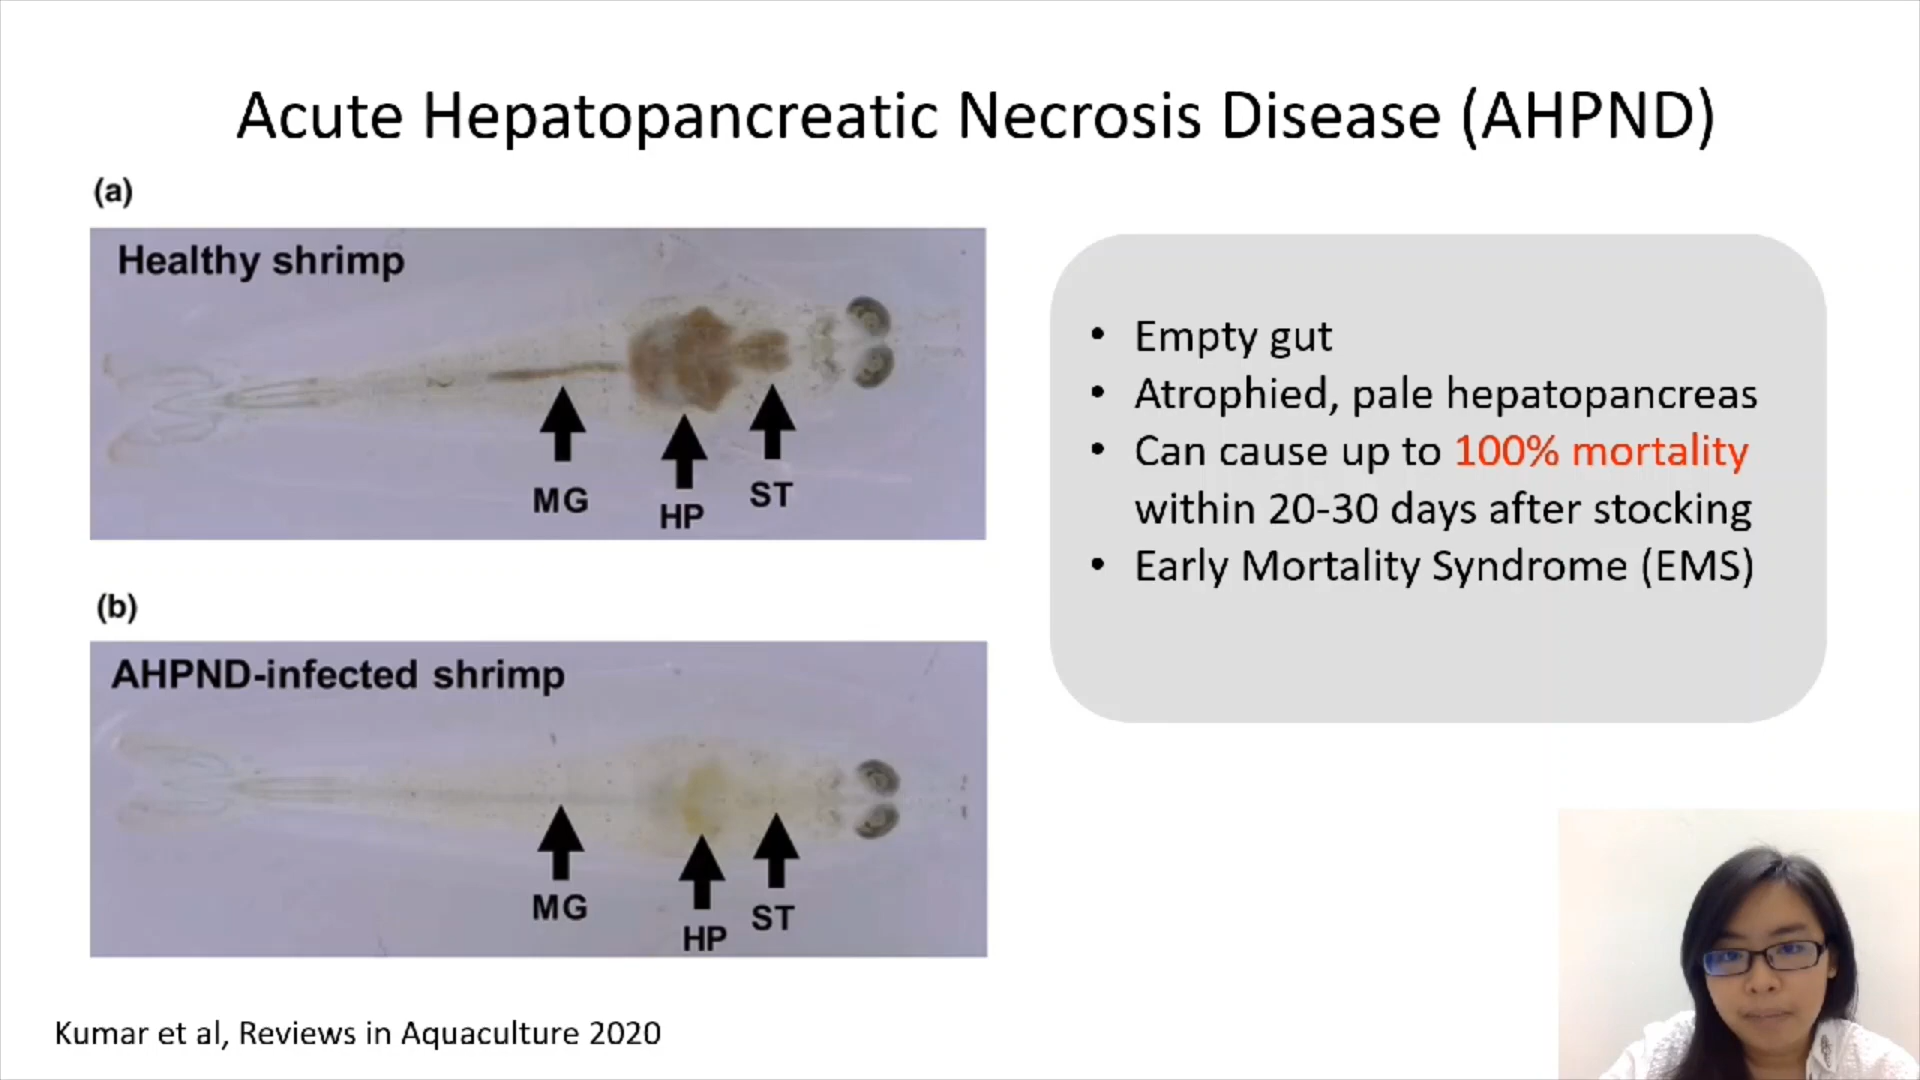 Acute Hepatopancreatic Necrosis Disease (AHPND)
(a)
Healthy shrimp
MG
HP
ST
(b)
AHPND-infected shrimp
MG
HP
ST
• Empty gut
• Atrophied, pale hepatopancreas
• Can cause up to 100% mortality
within 20-30 days after stocking
• Early Mortality Syndrome (EMS)
Kumar et al, Reviews in Aquaculture 2020